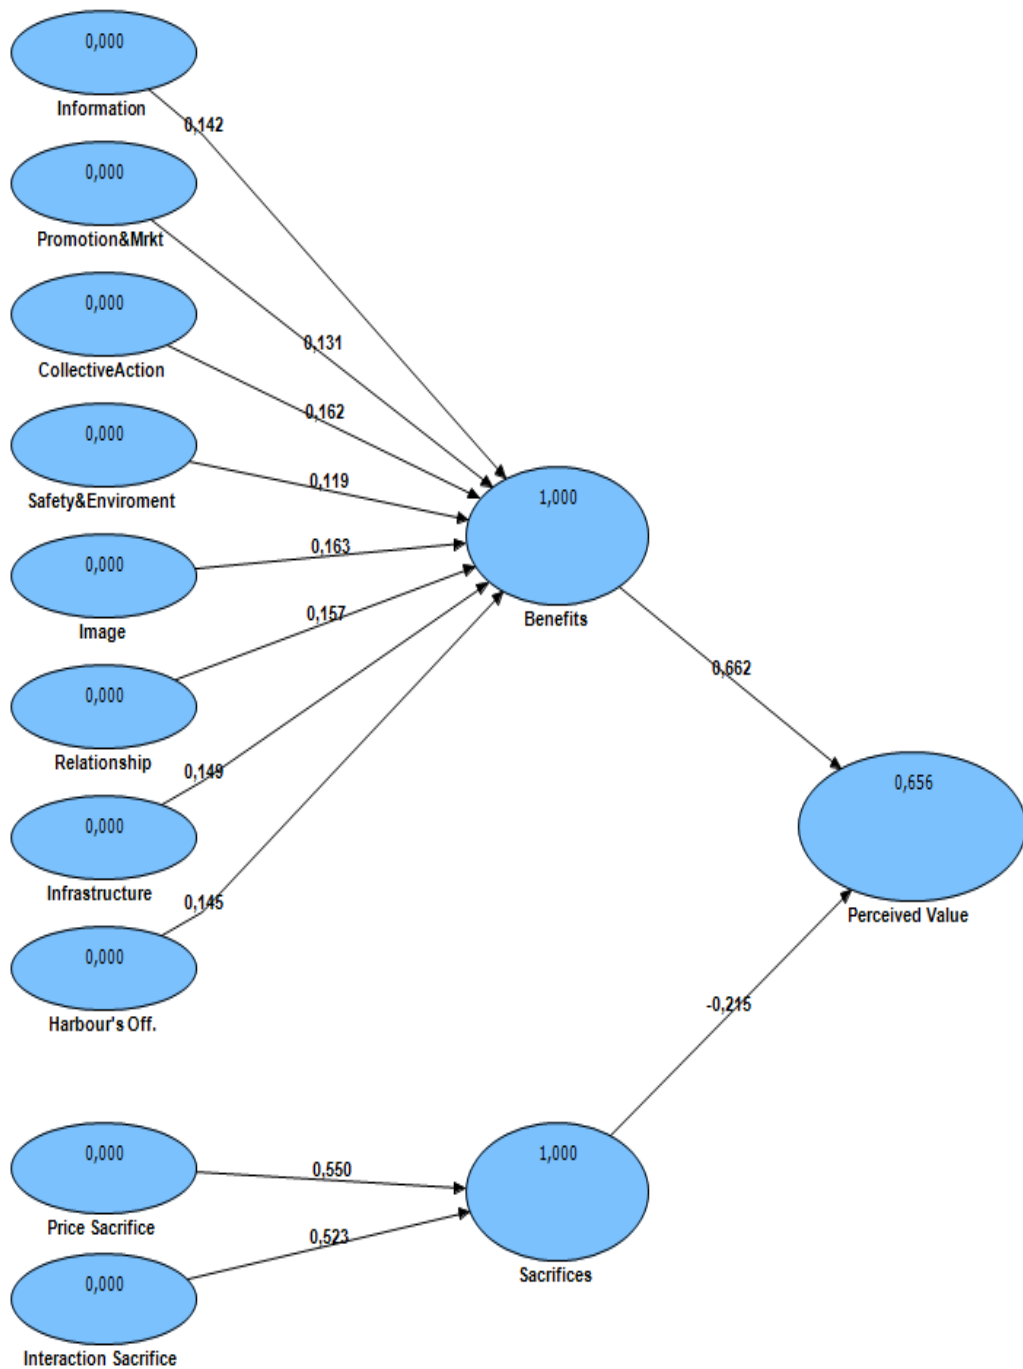 0,000
Information
0,142
0,000
Promotion&Mrkt
0,131
0,000
CollectiveAction
0,162
0,000
Safety&Enviroment
0,119
0,000
Image
0,163
0,000
Relationship
0,157
0,000
Infrastructure
0,149
0,000
Harbour's Off.
0,145
1,000
Benefits
0,662
0,656
Perceived Value
-0,215
0,000
Price Sacrifice
0,550
0,000
Interaction Sacrifice
0,523
1,000
Sacrifices